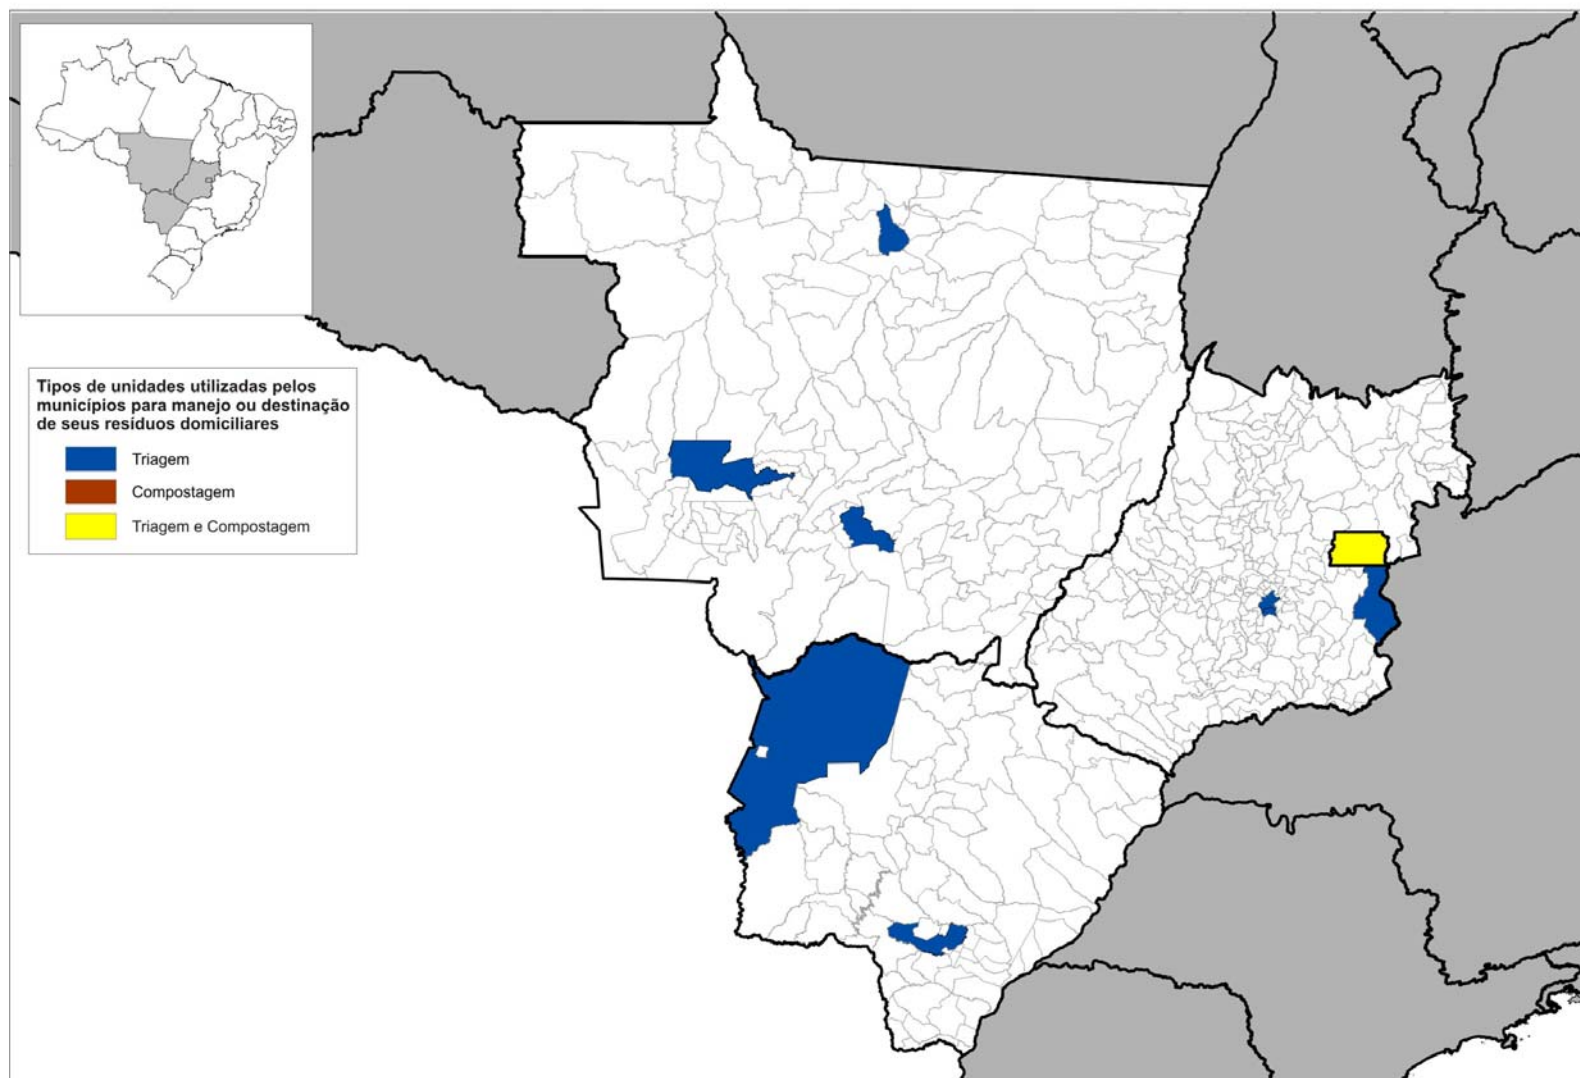 Tipos de unidades utilizadas pelos
municípios para manejo ou destinação
de seus resíduos domiciliares
Triagem
Compostagem
Triagem e Compostagem